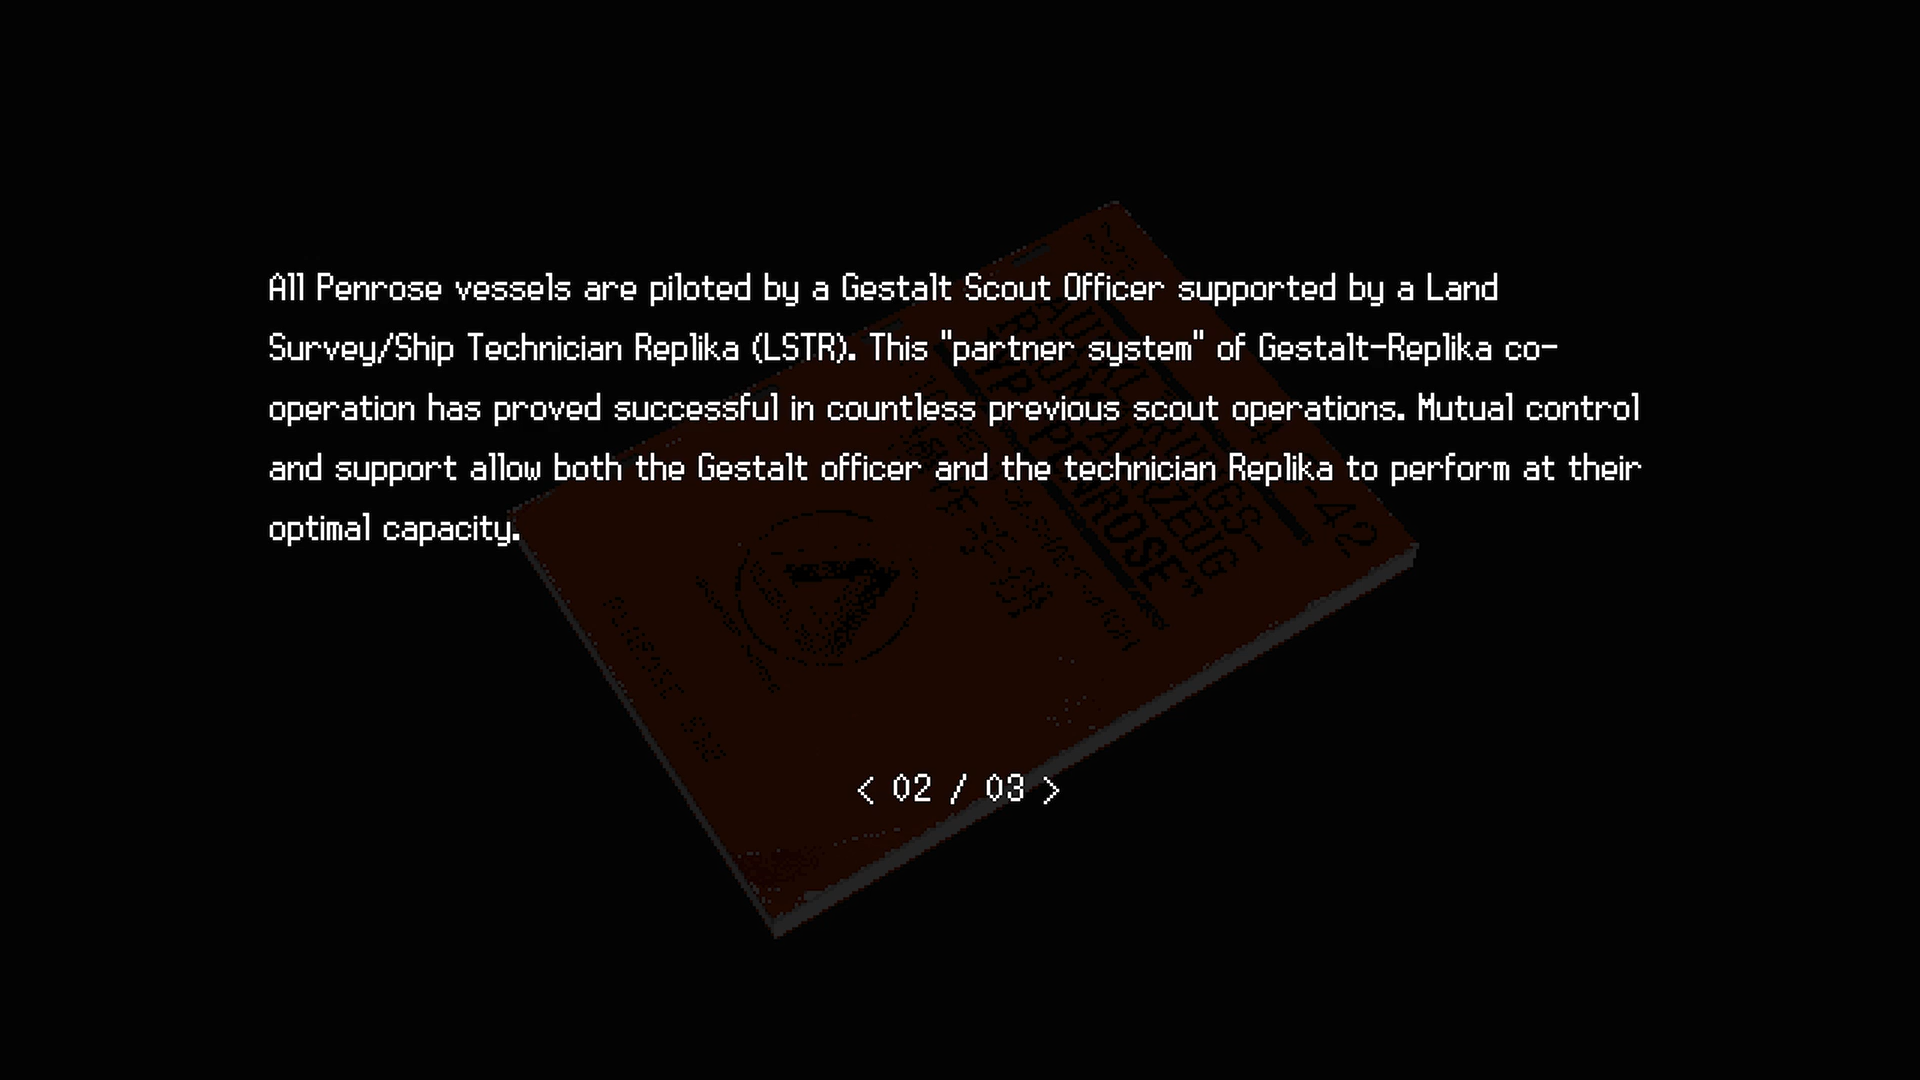 All Penrose vessels are piloted by a Gestalt Scout Officer supported by a Land
Survey/Ship Technician Replika (LSTR). This "partner system" of Gestalt-Replika co-
operation has proved successful in countless previous scout operations. Mutual control
and support allow both the Gestalt officer and the technician Replika to perform at their
optimal capacity.
< 02 / 03 >